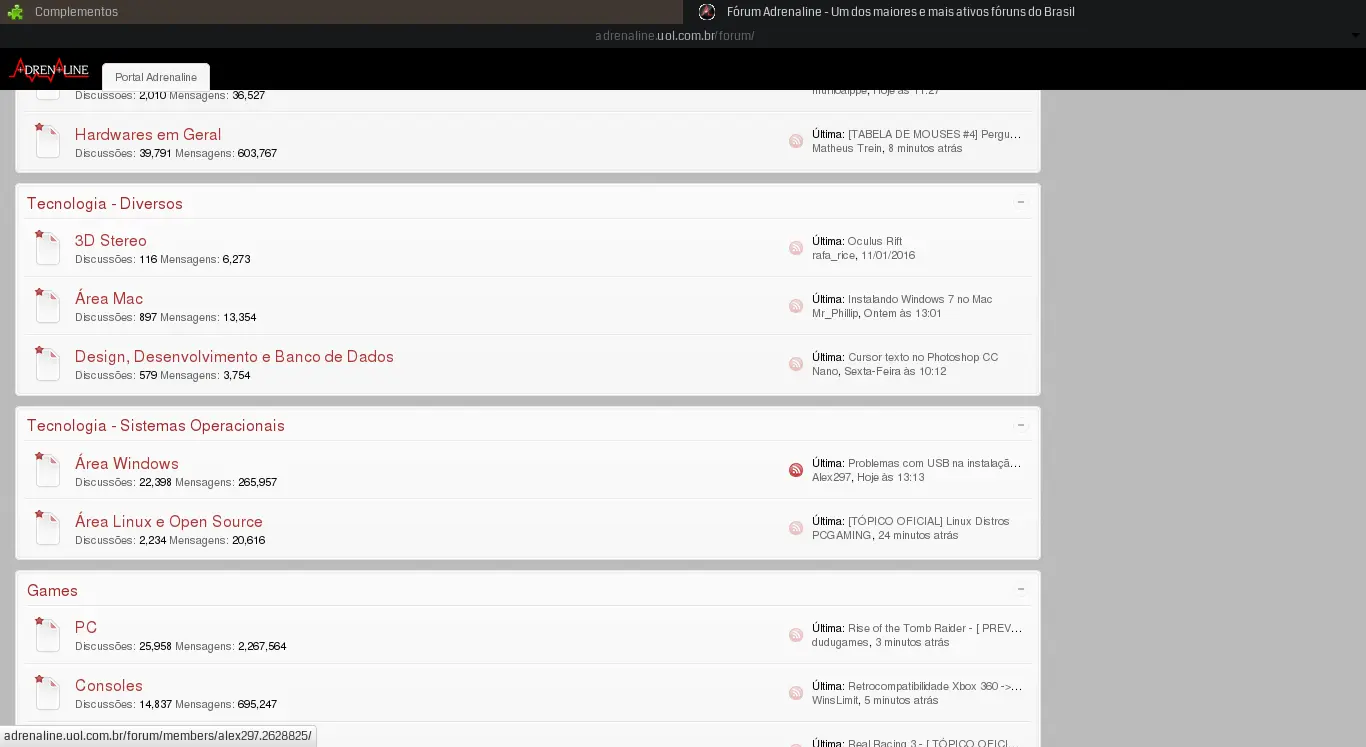 Complementos
Fórum Adrenaline - Um dos maiores e mais ativos fóruns do Brasil
adrenaline.uol.com.br/forum/
ADRENALINE
Portal Adrenaline
Discussões: 2,010 Mensagens: 36,527
Hoje às 11:27
Hardwares em Geral
Última: [TABELA DE MOUSES #4] Pergu...
Discussões: 39,791 Mensagens: 603,767
Matheus Trein, 8 minutos atrás
Tecnologia - Diversos
3D Stereo
Última: Oculus Rift
Discussões: 116 Mensagens: 6,273
rafa_rice, 11/01/2016
Área Mac
Última: Instalando Windows 7 no Mac
Discussões: 897 Mensagens: 13,354
Mr_Phillip, Ontem às 13:01
Design, Desenvolvimento e Banco de Dados
Última: Cursor texto no Photoshop CC
Discussões: 579 Mensagens: 3,754
Nano, Sexta-Feira às 10:12
Tecnologia - Sistemas Operacionais
Área Windows
Última: Problemas com USB na instalaçã...
Discussões: 22,398 Mensagens: 265,957
Alex297, Hoje às 13:13
Área Linux e Open Source
Última: [TÓPICO OFICIAL] Linux Distros
Discussões: 2,234 Mensagens: 20,616
PCGAMING, 24 minutos atrás
Games
PC
Última: Rise of the Tomb Raider - [ PREV...
Discussões: 25,958 Mensagens: 2,267,564
dudugames, 3 minutos atrás
Consoles
Última: Retrocompatibilidade Xbox 360 ->...
Discussões: 14,837 Mensagens: 695,247
WinsLimit, 5 minutos atrás
Última: Real Racing 3 - [ TÓPICO OFICI...
adrenaline.uol.com.br/forum/members/alex297.2628825/